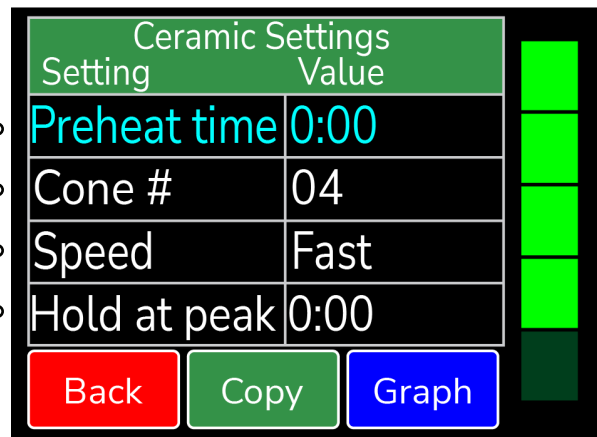 Ceramic Settings
Setting Value
Preheat time 0:00
Cone # 04
Speed Fast
Hold at peak 0:00
Back Copy Graph